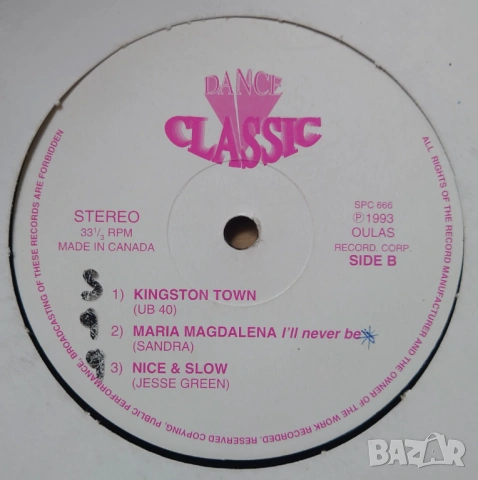 DANCE
CLASSIC
STEREO
33 1/3 RPM
MADE IN CANADA
SPC 666
Ⓟ 1993
OULAS
RECORD. CORP.
SIDE B
S
9
9
1) KINGSTON TOWN
(UB 40)
2) MARIA MAGDALENA I'll never be
(SANDRA)
3) NICE & SLOW
(JESSE GREEN)
ALL RIGHTS OF THE RECORD MANUFACTURER AND THE OWNER OF THE WORK RECORDED. RESERVED COPYING, PUBLIC PERFORMANCE, BROADCASTING OF THESE RECORDS ARE FORBIDDEN
BAZAR